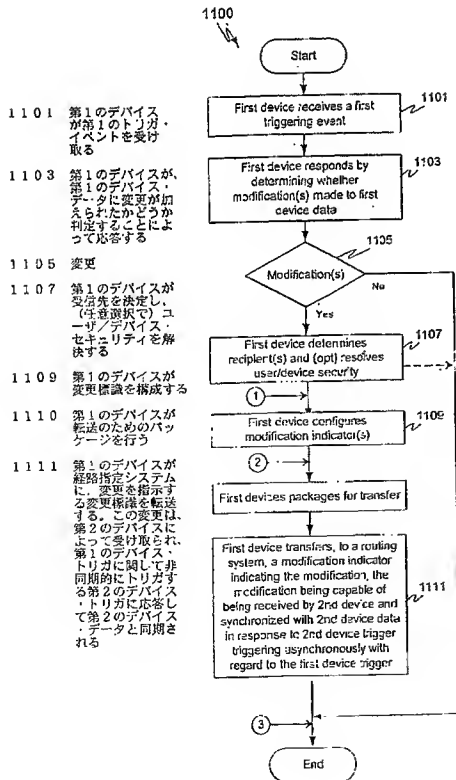 1100
Start
1101 第1のデバイス
が第1のトリガ・
イベントを受け
取る
1103 第1のデバイスが、
第1のデバイス・
データに変更が加
えられたかどうか
判定することによ
って応答する
1105 変更
1107 第1のデバイスが
受信先を決定し、
(任意選択で) ユ
ーザ/デバイス・
セキュリティを解
決する
1109 第1のデバイスが
変更標識を構成する
1110 第1のデバイスが
転送のためのパッ
ケージを行う
1111 第1のデバイスが
経路指定システム
に、変更を指示す
る変更標識を転送
する。この変更は、
第2のデバイスに
よって受け取られ、
第1のデバイス・
トリガに関して非
同期的にトリガす
る第2のデバイス
・トリガに応答し
て第2のデバイス
・データと同期さ
れる
First device receives a first
triggering event
1101
First device responds by
determining whether
modification(s) made to first
device data
1103
Modification(s)
1105
No
Yes
First device determines
recipient(s) and (opt) resolves
user/device security
1107
1
First device configures
modification indicator(s)
1109
2
First devices packages for transfer
First device transfers, to a routing
system, a modification indicator
indicating the modification, the
modification being capable of
being received by 2nd device and
synchronized with 2nd device data
in response to 2nd device trigger
triggering asynchronously with
regard to the first device trigger
1111
3
End